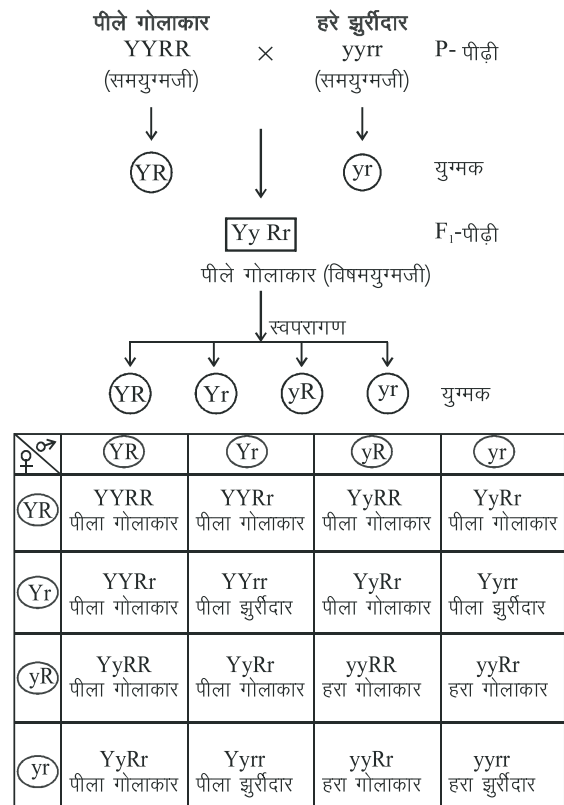 पीले गोलाकार हरे झुर्रीदार
YYRR × yyrr P- पीढ़ी
(समयुग्मजी) (समयुग्मजी)
YR yr युग्मक
Yy Rr F₁-पीढ़ी
पीले गोलाकार (विषमयुग्मजी)
स्वपरागण
YR Yr yR yr युग्मक
♀ ♂ YR Yr yR yr
YR YYRR YYRr YyRR YyRr
पीला गोलाकार पीला गोलाकार पीला गोलाकार पीला गोलाकार
Yr YYRr YYrr YyRr Yyrr
पीला गोलाकार पीला झुर्रीदार पीला गोलाकार पीला झुर्रीदार
yR YyRR YyRr yyRR yyRr
पीला गोलाकार पीला गोलाकार हरा गोलाकार हरा गोलाकार
yr YyRr Yyrr yyRr yyrr
पीला गोलाकार पीला झुर्रीदार हरा गोलाकार हरा झुर्रीदार